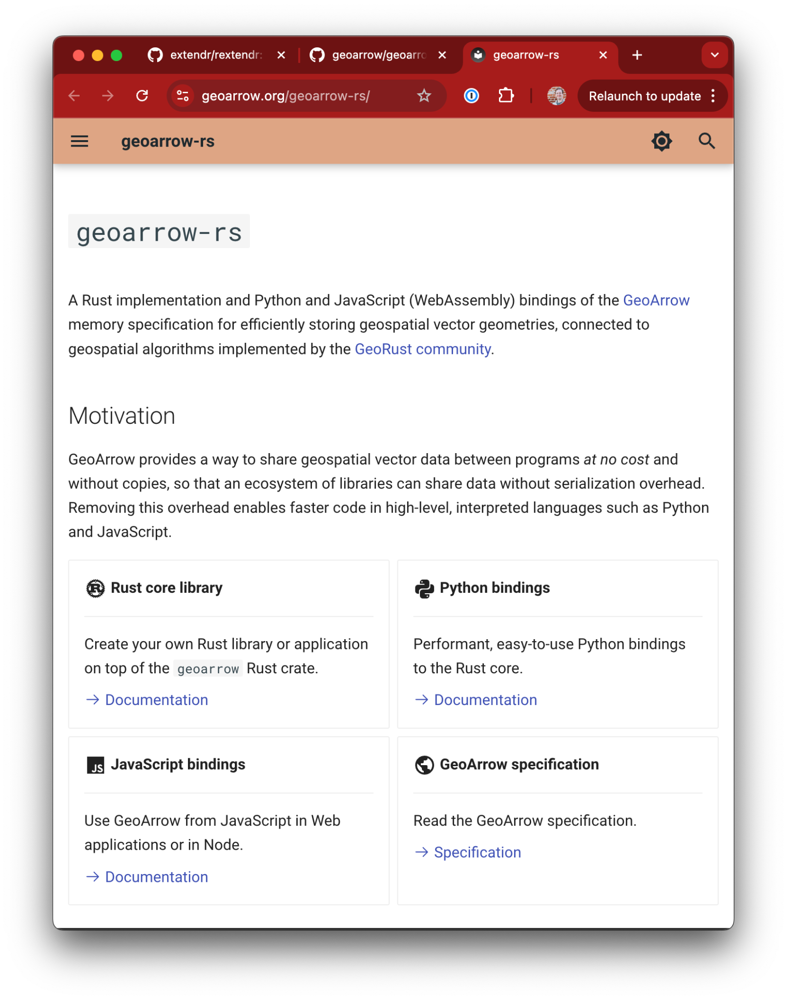 extendr/rextendr:
geoarrow/geoarro
geoarrow-rs
geoarrow.org/geoarrow-rs/
Relaunch to update
geoarrow-rs
geoarrow-rs
A Rust implementation and Python and JavaScript (WebAssembly) bindings of the GeoArrow
memory specification for efficiently storing geospatial vector geometries, connected to
geospatial algorithms implemented by the GeoRust community.
Motivation
GeoArrow provides a way to share geospatial vector data between programs at no cost and
without copies, so that an ecosystem of libraries can share data without serialization overhead.
Removing this overhead enables faster code in high-level, interpreted languages such as Python
and JavaScript.
Rust core library
Create your own Rust library or application
on top of the geoarrow Rust crate.
→ Documentation
Python bindings
Performant, easy-to-use Python bindings
to the Rust core.
→ Documentation
JS JavaScript bindings
Use GeoArrow from JavaScript in Web
applications or in Node.
→ Documentation
GeoArrow specification
Read the GeoArrow specification.
→ Specification